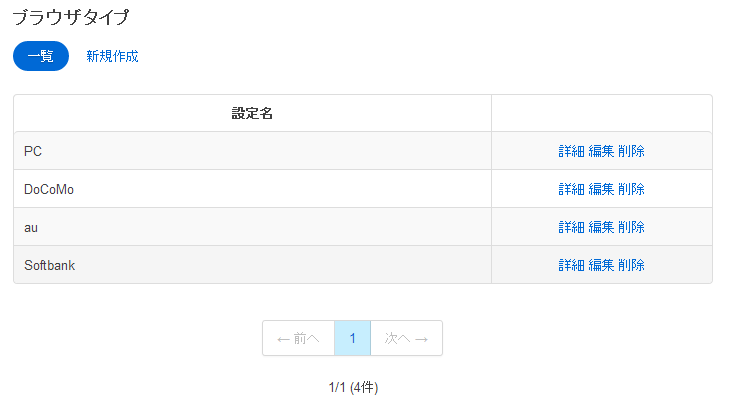 ブラウザタイプ
一覧 新規作成
設定名
PC 詳細 編集 削除
DoCoMo 詳細 編集 削除
au 詳細 編集 削除
Softbank 詳細 編集 削除
← 前へ 1 次へ →
1/1 (4件)